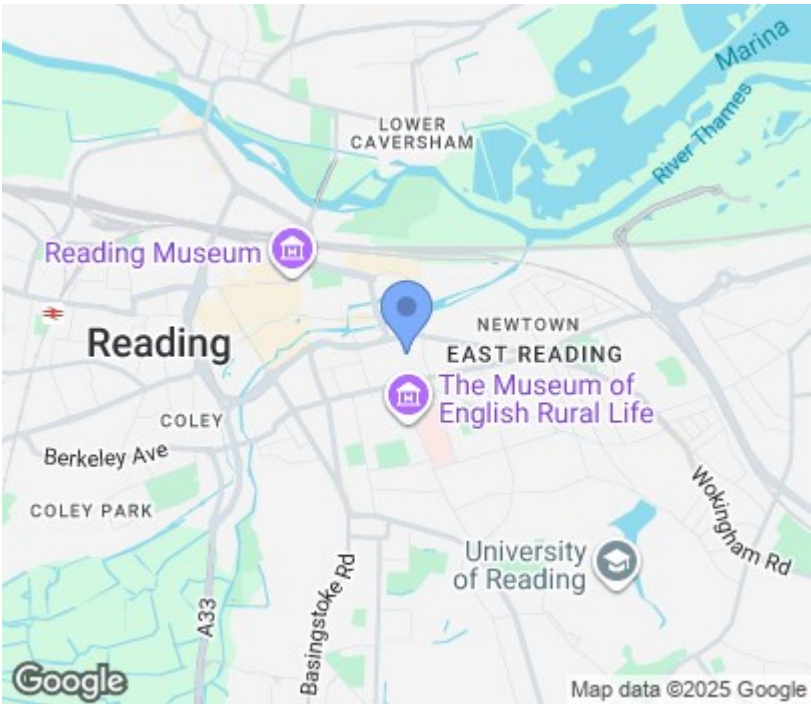 Marina
LOWER
CAVERSHAM
River Thames
Reading Museum
Reading
NEWTOWN
EAST READING
The Museum of
English Rural Life
COLEY
Berkeley Ave
COLEY PARK
Wokingham Rd
University
of Reading
A33
Basingstoke Rd
Google
Map data ©2025 Google